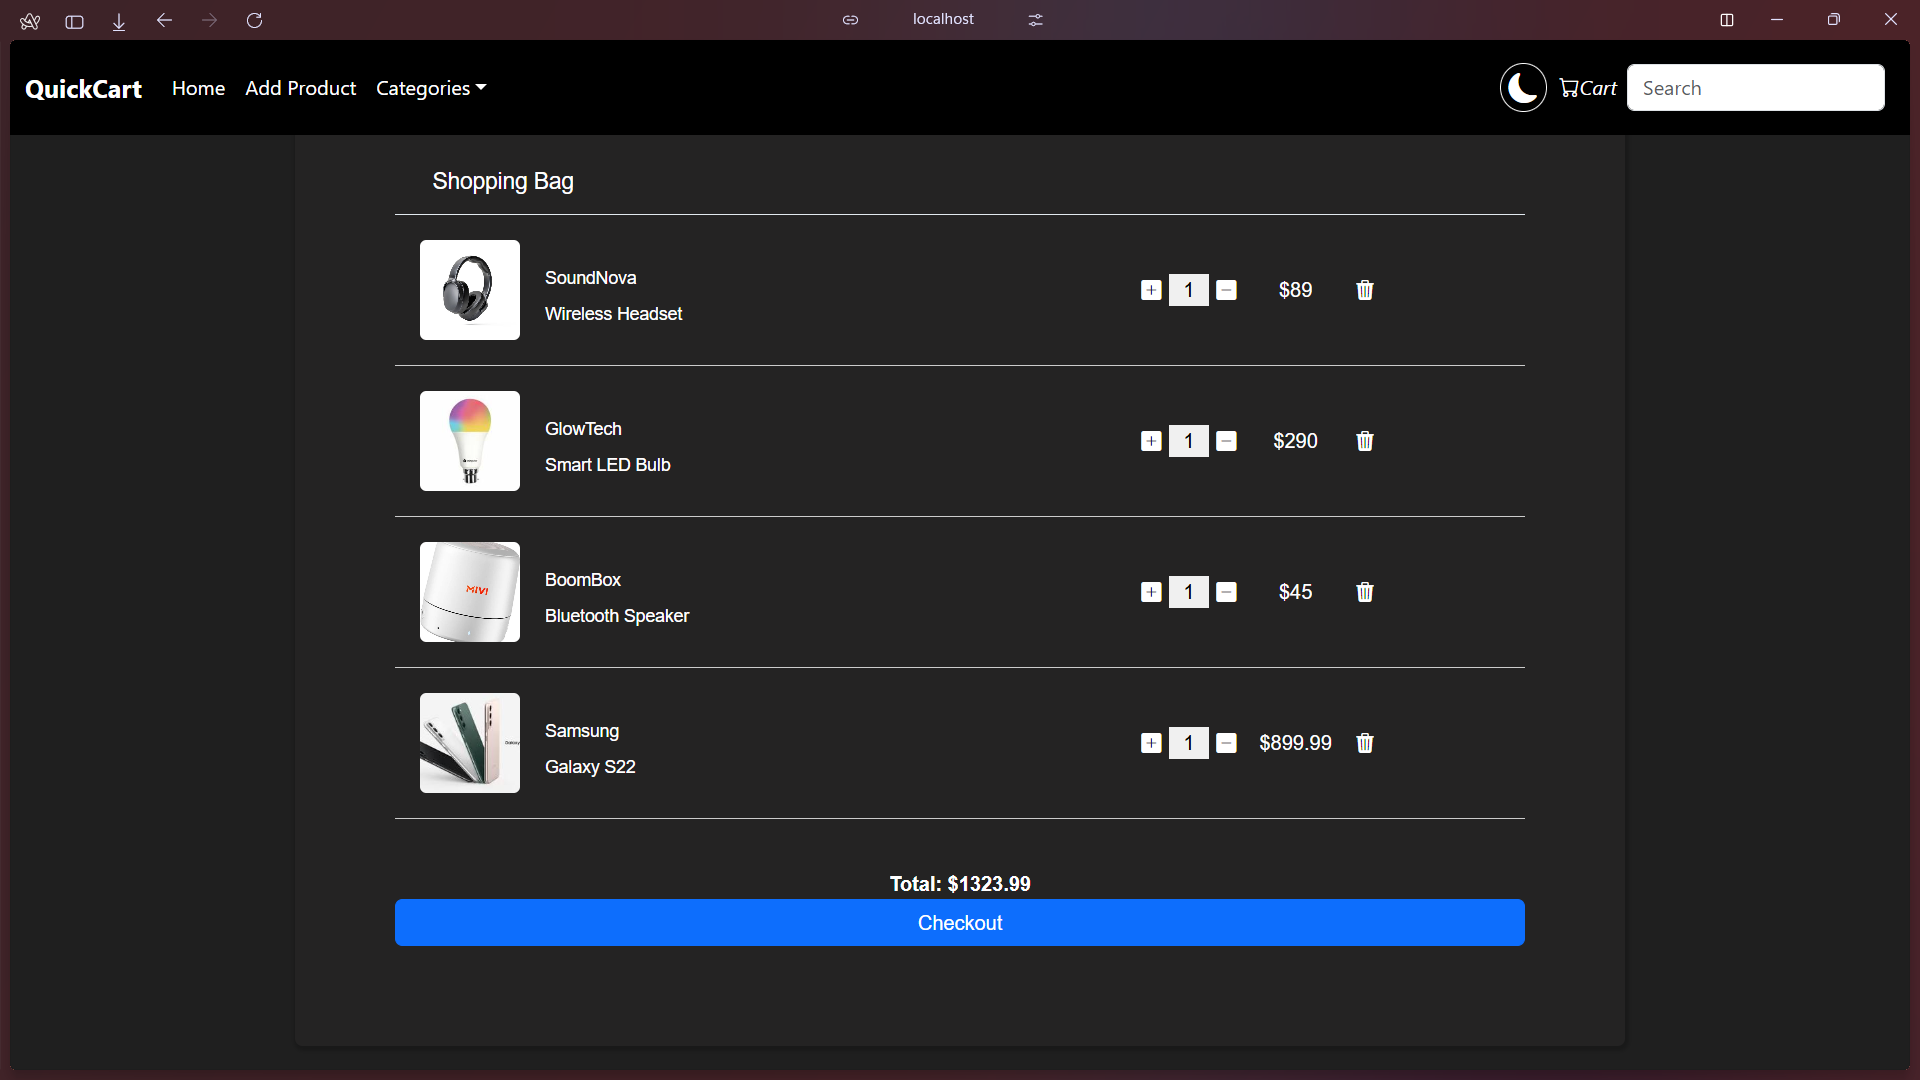 localhost
QuickCart Home Add Product Categories Cart Search
Shopping Bag
SoundNova
Wireless Headset
+ 1 - $89
GlowTech
Smart LED Bulb
+ 1 - $290
MIVI
BoomBox
Bluetooth Speaker
+ 1 - $45
Samsung
Galaxy S22
+ 1 - $899.99
Total: $1323.99
Checkout